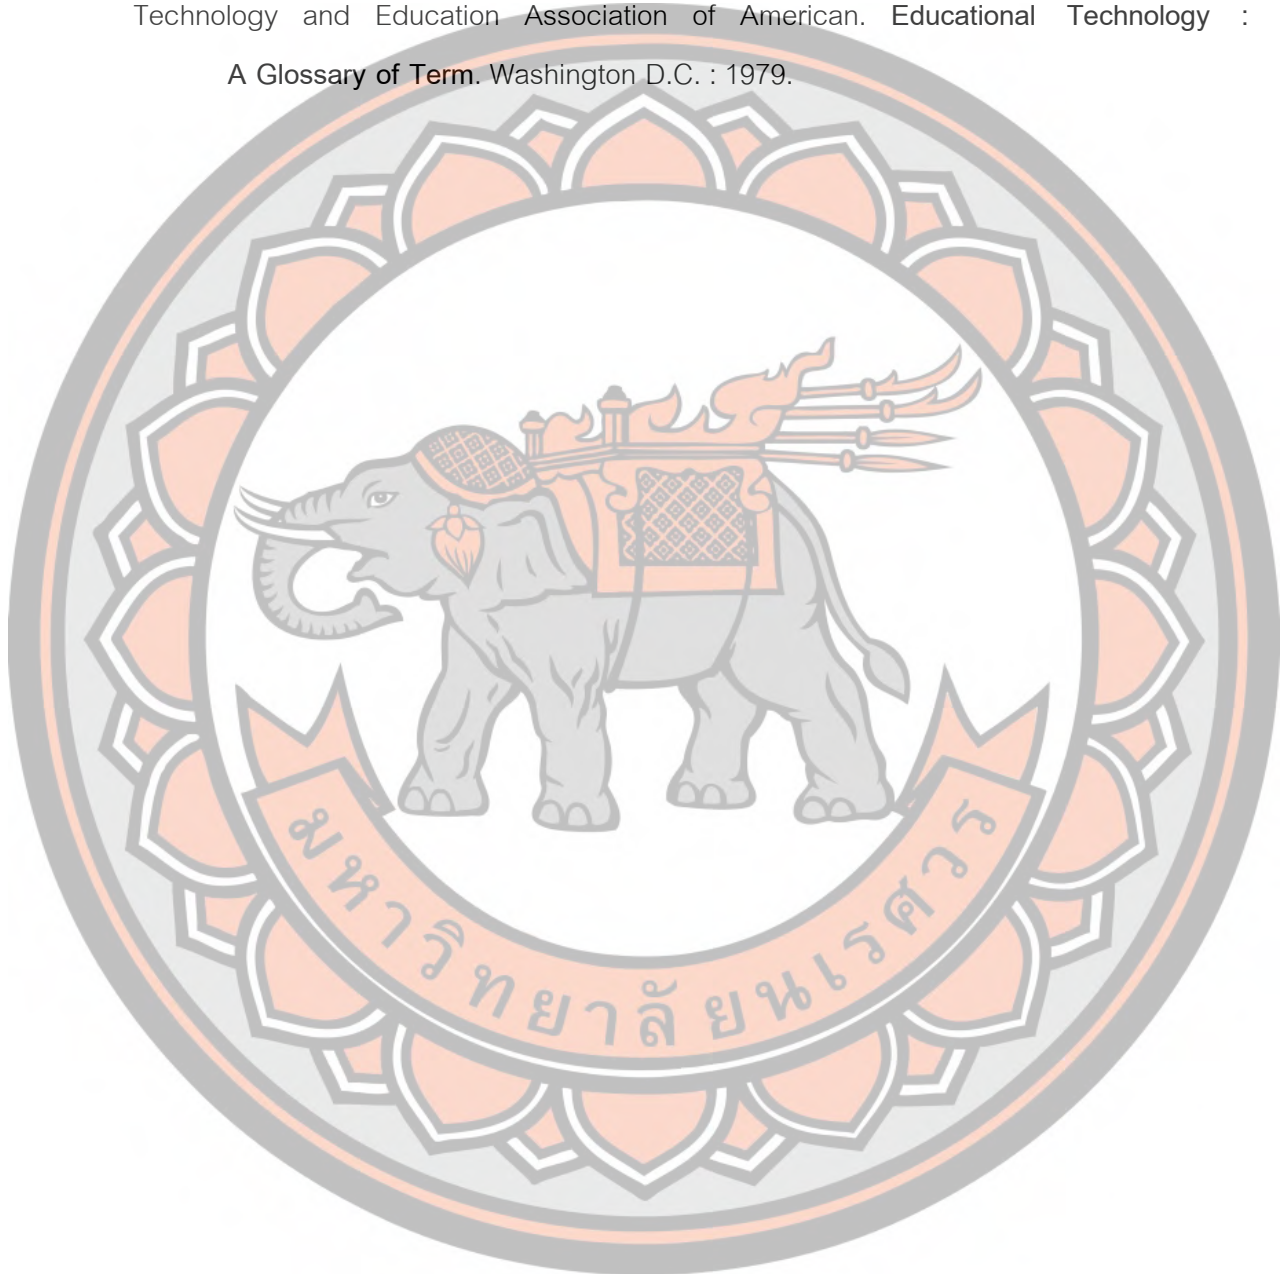 Technology and Education Association of American. Educational Technology :
A Glossary of Term. Washington D.C. : 1979.
มหาวิทยาลัยนเรศวร